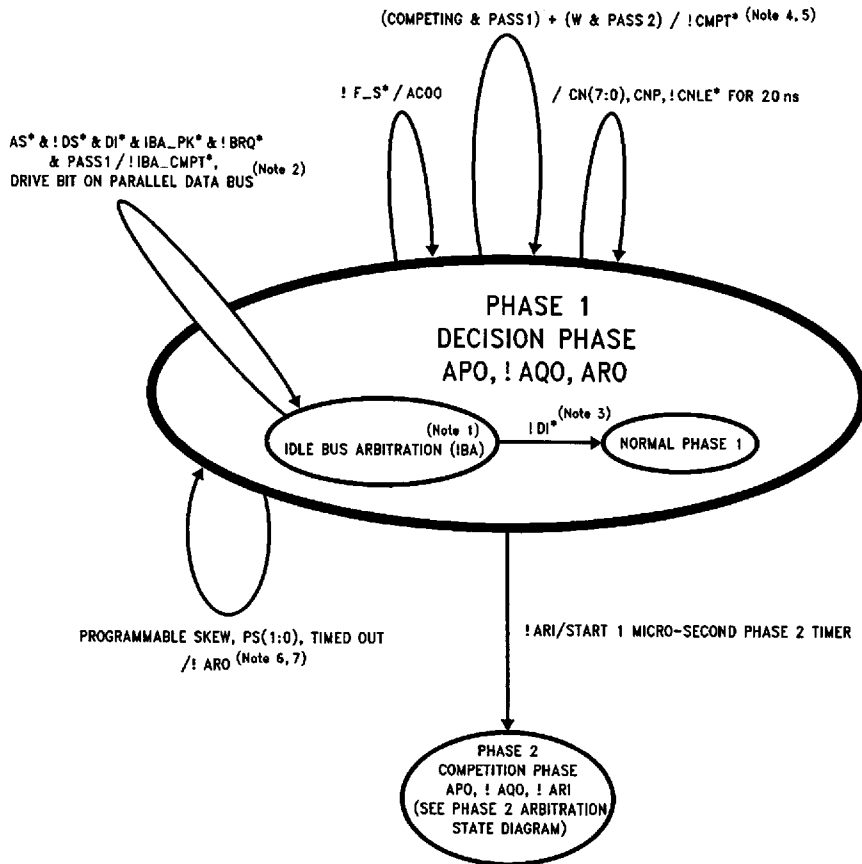 (COMPETING & PASS1) + (W & PASS 2) / !CMPT* (Note 4, 5)
! F_S* / AC00
/ CN(7:0), CNP, !CNLE* FOR 20 ns
AS* & !DS* & DI* & IBA_PK* & !BRQ*
& PASS1 / !IBA_CMPT*,
DRIVE BIT ON PARALLEL DATA BUS (Note 2)
PHASE 1
DECISION PHASE
APO, ! AQO, ARO
(Note 1)
IDLE BUS ARBITRATION (IBA)
!DI* (Note 3)
NORMAL PHASE 1
PROGRAMMABLE SKEW, PS(1:0), TIMED OUT
/! ARO (Note 6, 7)
!ARI/START 1 MICRO-SECOND PHASE 2 TIMER
PHASE 2
COMPETITION PHASE
APO, ! AQO, ! ARI
(SEE PHASE 2 ARBITRATION
STATE DIAGRAM)